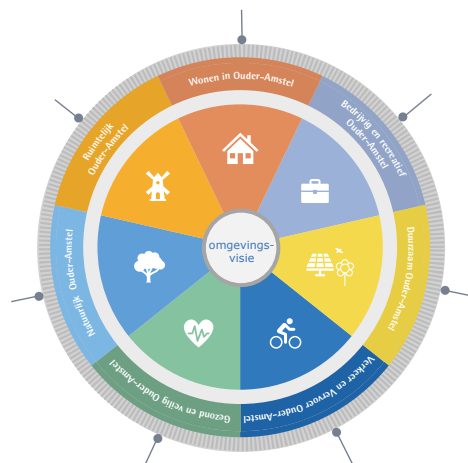 Wonen in Ouder-Amstel
Bedrijvig en recreatief
Ouder-Amstel
Duurzaam Ouder-Amstel
Verkeer en Vervoer Ouder-Amstel
Gezond en veilig Ouder-Amstel
Natuurlijk Ouder-Amstel
Ruimtelijk
Ouder-Amstel
omgevings-
visie